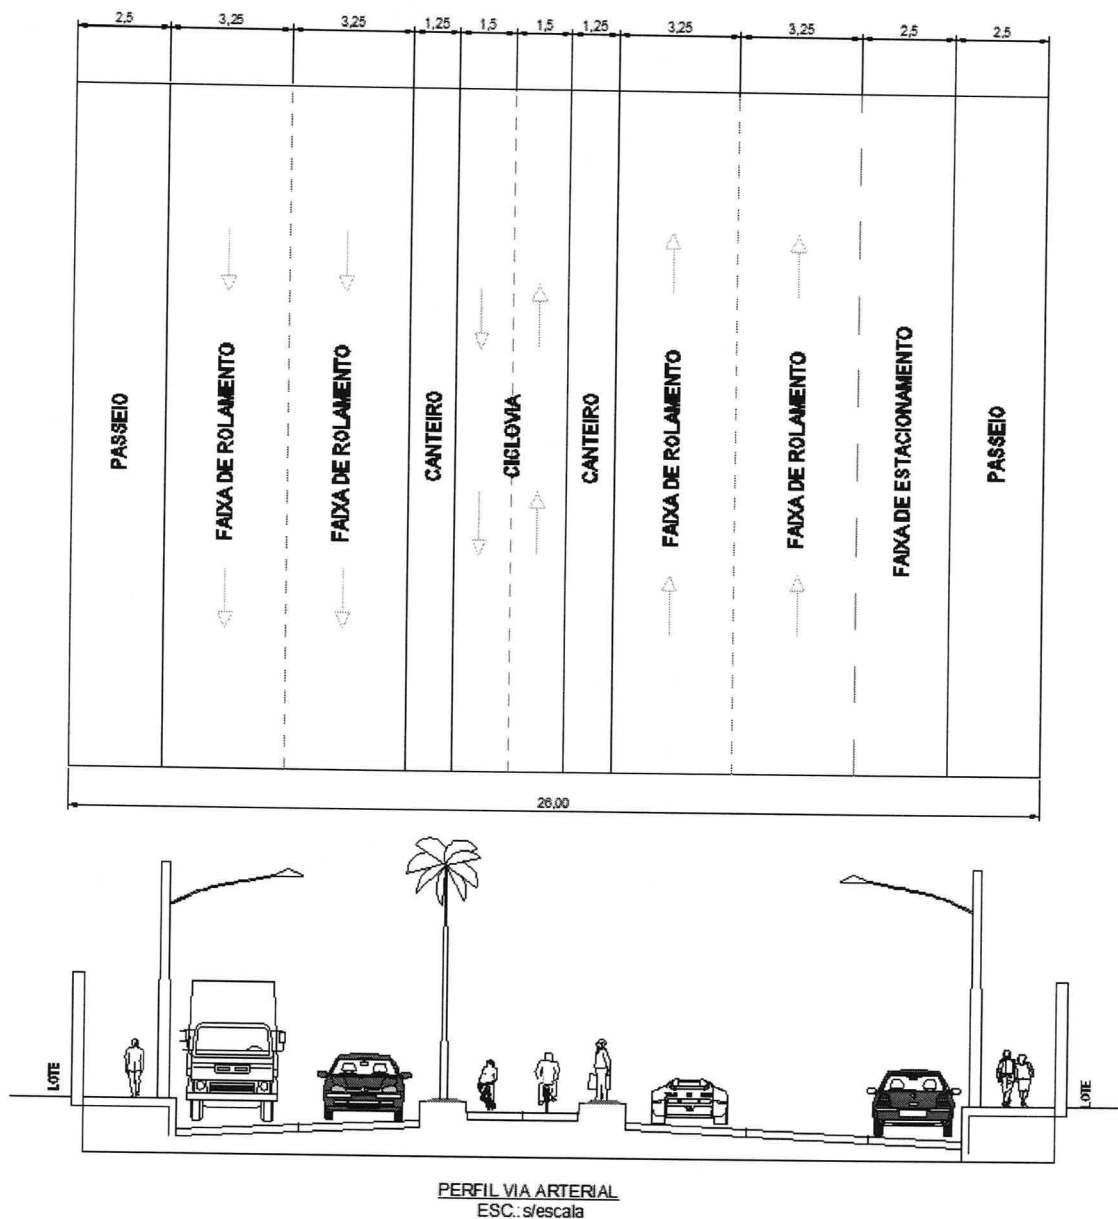 2,5 3,25 3,25 1,25 1,5 1,5 1,25 3,25 3,25 2,5 2,5
PASSEIO
FAIXA DE ROLAMENTO
FAIXA DE ROLAMENTO
CANTEIRO
CICLOVIA
CANTEIRO
FAIXA DE ROLAMENTO
FAIXA DE ROLAMENTO
FAIXA DE ESTACIONAMENTO
PASSEIO
26,00
LOTE
LOTE
PERFIL VIA ARTERIAL
ESC.: s/escala